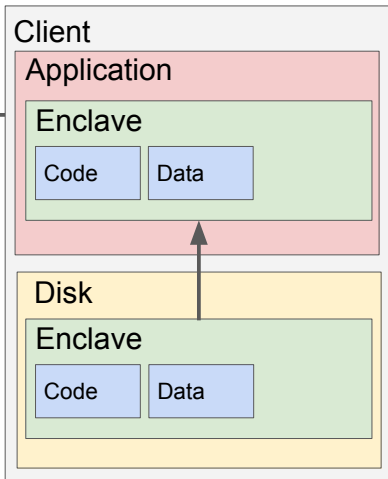 Client
Application
Enclave
Code Data
Disk
Enclave
Code Data